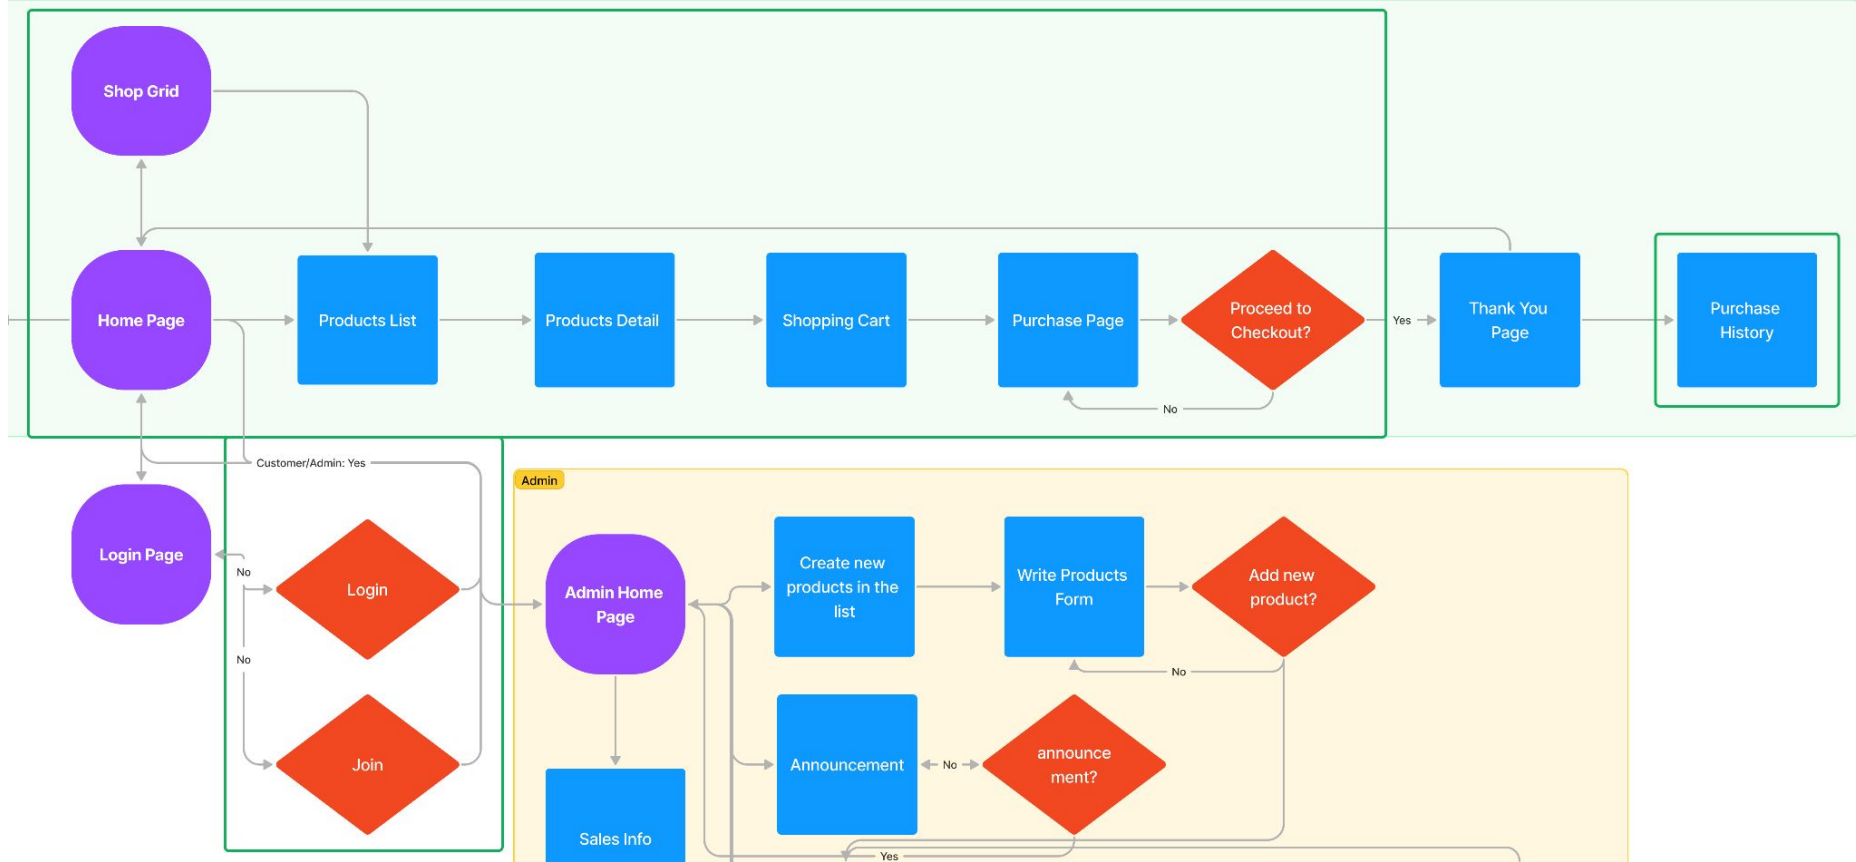 Shop Grid
Home Page
Products List
Products Detail
Shopping Cart
Purchase Page
Proceed to
Checkout?
Yes
Thank You
Page
Purchase
History
No
Customer/Admin: Yes
Login Page
No
Login
No
Join
Admin
Admin Home
Page
Create new
products in the
list
Write Products
Form
Add new
product?
No
Announcement
No
announce
ment?
Sales Info
Yes